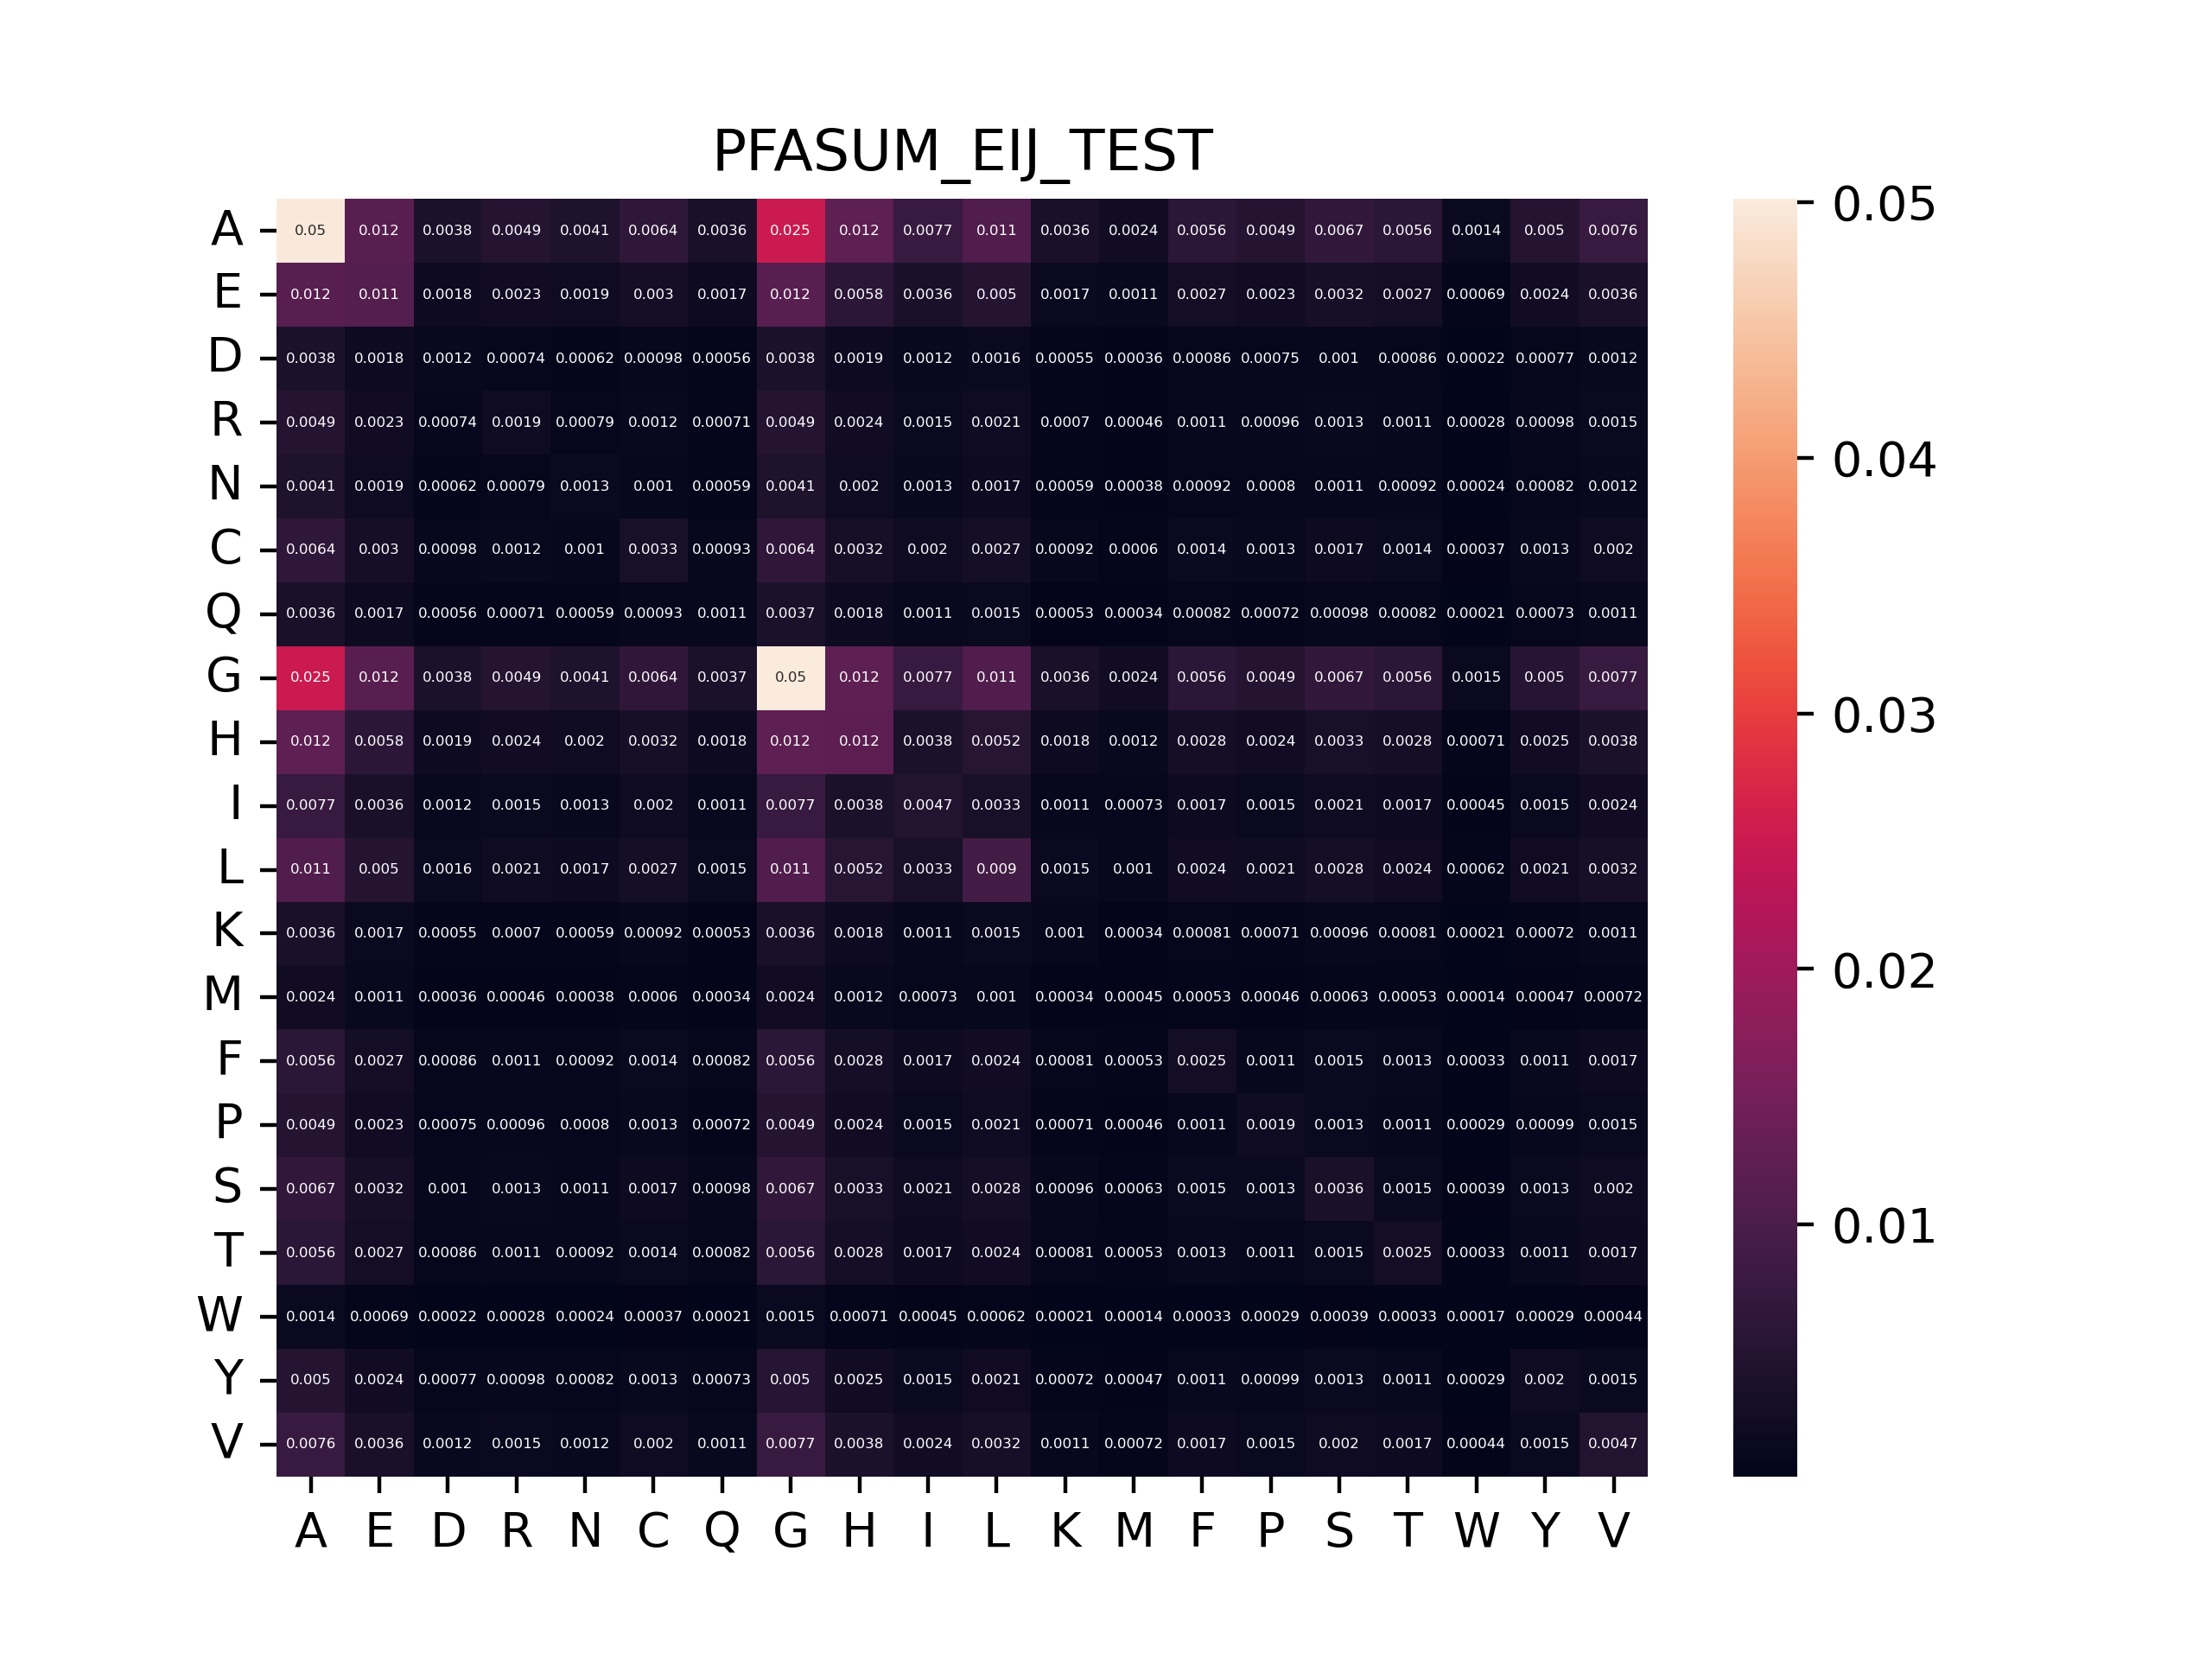 PFASUM_EIJ_TEST
A 0.05 0.012 0.0038 0.0049 0.0041 0.0064 0.0036 0.025 0.012 0.0077 0.011 0.0036 0.0024 0.0056 0.0049 0.0067 0.0056 0.0014 0.005 0.0076
E 0.012 0.011 0.0018 0.0023 0.0019 0.003 0.0017 0.012 0.0058 0.0036 0.005 0.0017 0.0011 0.0027 0.0023 0.0032 0.0027 0.00069 0.0024 0.0036
D 0.0038 0.0018 0.0012 0.00074 0.00062 0.00098 0.00056 0.0038 0.0019 0.0012 0.0016 0.00055 0.00036 0.00086 0.00075 0.001 0.00086 0.00022 0.00077 0.0012
R 0.0049 0.0023 0.00074 0.0019 0.00079 0.0012 0.00071 0.0049 0.0024 0.0015 0.0021 0.0007 0.00046 0.0011 0.00096 0.0013 0.0011 0.00028 0.00098 0.0015
N 0.0041 0.0019 0.00062 0.00079 0.0013 0.001 0.00059 0.0041 0.002 0.0013 0.0017 0.00059 0.00038 0.00092 0.0008 0.0011 0.00092 0.00024 0.00082 0.0012
C 0.0064 0.003 0.00098 0.0012 0.001 0.0033 0.00093 0.0064 0.0032 0.002 0.0027 0.00092 0.0006 0.0014 0.0013 0.0017 0.0014 0.00037 0.0013 0.002
Q 0.0036 0.0017 0.00056 0.00071 0.00059 0.00093 0.0011 0.0037 0.0018 0.0011 0.0015 0.00053 0.00034 0.00082 0.00072 0.00098 0.00082 0.00021 0.00073 0.0011
G 0.025 0.012 0.0038 0.0049 0.0041 0.0064 0.0037 0.05 0.012 0.0077 0.011 0.0036 0.0024 0.0056 0.0049 0.0067 0.0056 0.0015 0.005 0.0077
H 0.012 0.0058 0.0019 0.0024 0.002 0.0032 0.0018 0.012 0.012 0.0038 0.0052 0.0018 0.0012 0.0028 0.0024 0.0033 0.0028 0.00071 0.0025 0.0038
I 0.0077 0.0036 0.0012 0.0015 0.0013 0.002 0.0011 0.0077 0.0038 0.0047 0.0033 0.0011 0.00073 0.0017 0.0015 0.0021 0.0017 0.00045 0.0015 0.0024
L 0.011 0.005 0.0016 0.0021 0.0017 0.0027 0.0015 0.011 0.0052 0.0033 0.009 0.0015 0.001 0.0024 0.0021 0.0028 0.0024 0.00062 0.0021 0.0032
K 0.0036 0.0017 0.00055 0.0007 0.00059 0.00092 0.00053 0.0036 0.0018 0.0011 0.0015 0.001 0.00034 0.00081 0.00071 0.00096 0.00081 0.00021 0.00072 0.0011
M 0.0024 0.0011 0.00036 0.00046 0.00038 0.0006 0.00034 0.0024 0.0012 0.00073 0.001 0.00034 0.00045 0.00053 0.00046 0.00063 0.00053 0.00014 0.00047 0.00072
F 0.0056 0.0027 0.00086 0.0011 0.00092 0.0014 0.00082 0.0056 0.0028 0.0017 0.0024 0.00081 0.00053 0.0025 0.0011 0.0015 0.0013 0.00033 0.0011 0.0017
P 0.0049 0.0023 0.00075 0.00096 0.0008 0.0013 0.00072 0.0049 0.0024 0.0015 0.0021 0.00071 0.00046 0.0011 0.0019 0.0013 0.0011 0.00029 0.00099 0.0015
S 0.0067 0.0032 0.001 0.0013 0.0011 0.0017 0.00098 0.0067 0.0033 0.0021 0.0028 0.00096 0.00063 0.0015 0.0013 0.0036 0.0015 0.00039 0.0013 0.002
T 0.0056 0.0027 0.00086 0.0011 0.00092 0.0014 0.00082 0.0056 0.0028 0.0017 0.0024 0.00081 0.00053 0.0013 0.0011 0.0015 0.0025 0.00033 0.0011 0.0017
W 0.0014 0.00069 0.00022 0.00028 0.00024 0.00037 0.00021 0.0015 0.00071 0.00045 0.00062 0.00021 0.00014 0.00033 0.00029 0.00039 0.00033 0.00017 0.00029 0.00044
Y 0.005 0.0024 0.00077 0.00098 0.00082 0.0013 0.00073 0.005 0.0025 0.0015 0.0021 0.00072 0.00047 0.0011 0.00099 0.0013 0.0011 0.00029 0.002 0.0015
V 0.0076 0.0036 0.0012 0.0015 0.0012 0.002 0.0011 0.0077 0.0038 0.0024 0.0032 0.0011 0.00072 0.0017 0.0015 0.002 0.0017 0.00044 0.0015 0.0047
A E D R N C Q G H I L K M F P S T W Y V
0.05
0.04
0.03
0.02
0.01